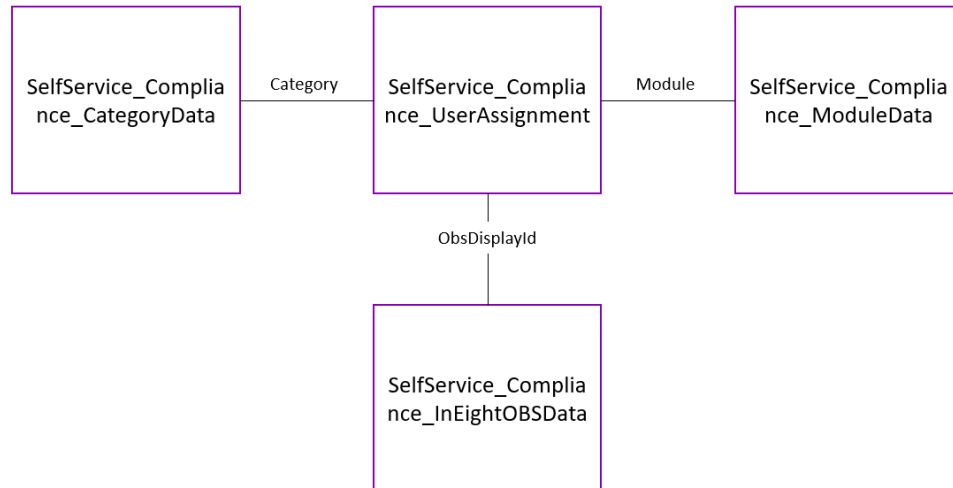 SelfService_Complia
nce_CategoryData
Category
SelfService_Complia
nce_UserAssignment
Module
SelfService_Complia
nce_ModuleData
ObsDisplayId
SelfService_Complia
nce_InEightOBSData